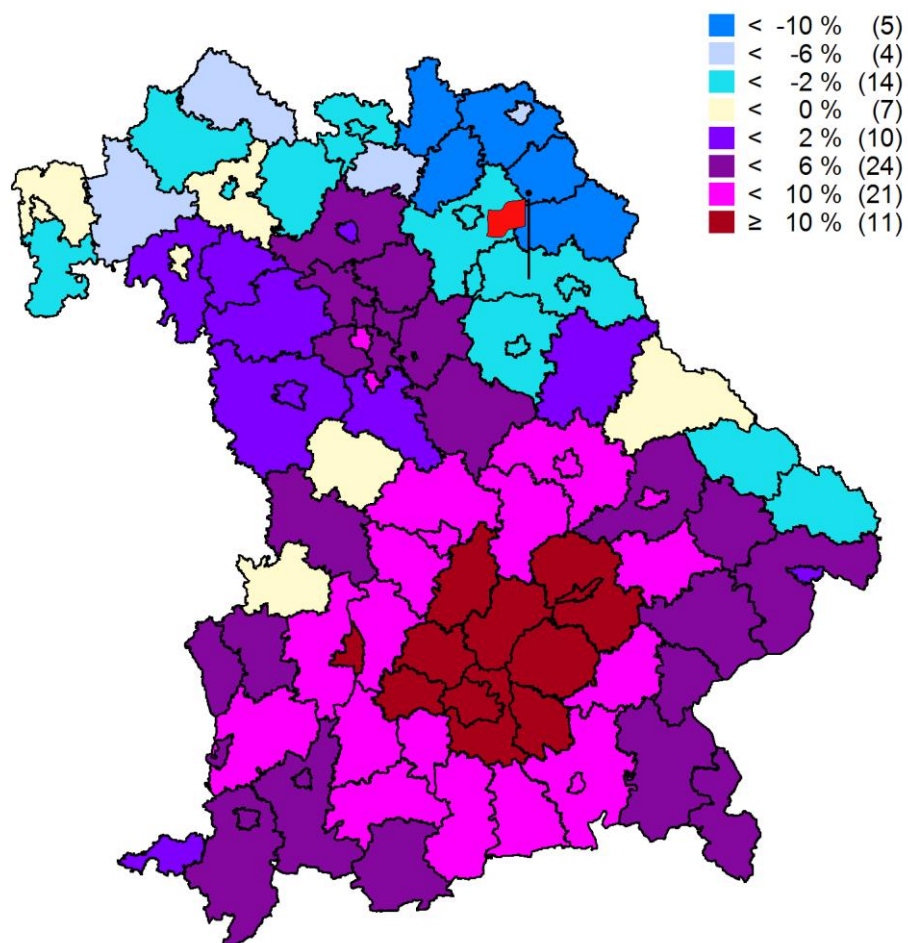 < -10 % (5)
< -6 % (4)
< -2 % (14)
< 0 % (7)
< 2 % (10)
< 6 % (24)
< 10 % (21)
≥ 10 % (11)